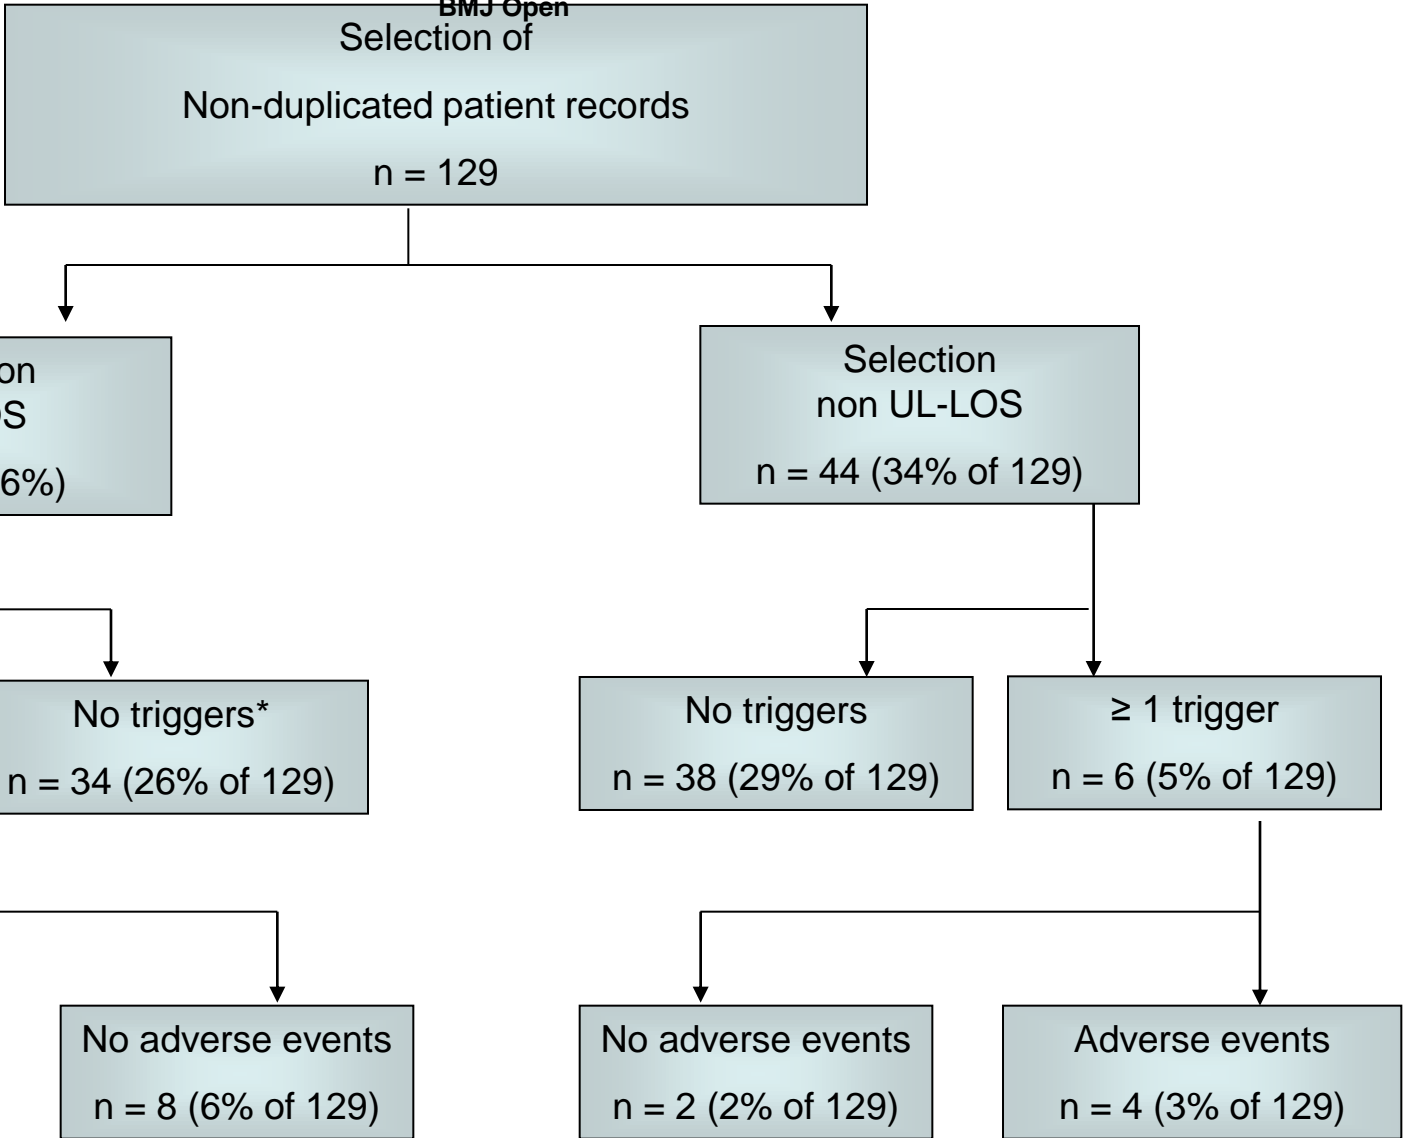 BMJ Open
Selection of
Non-duplicated patient records
n = 129
on
S
6%)
Selection
non UL-LOS
n = 44 (34% of 129)
No triggers*
n = 34 (26% of 129)
No triggers
n = 38 (29% of 129)
≥ 1 trigger
n = 6 (5% of 129)
No adverse events
n = 8 (6% of 129)
No adverse events
n = 2 (2% of 129)
Adverse events
n = 4 (3% of 129)